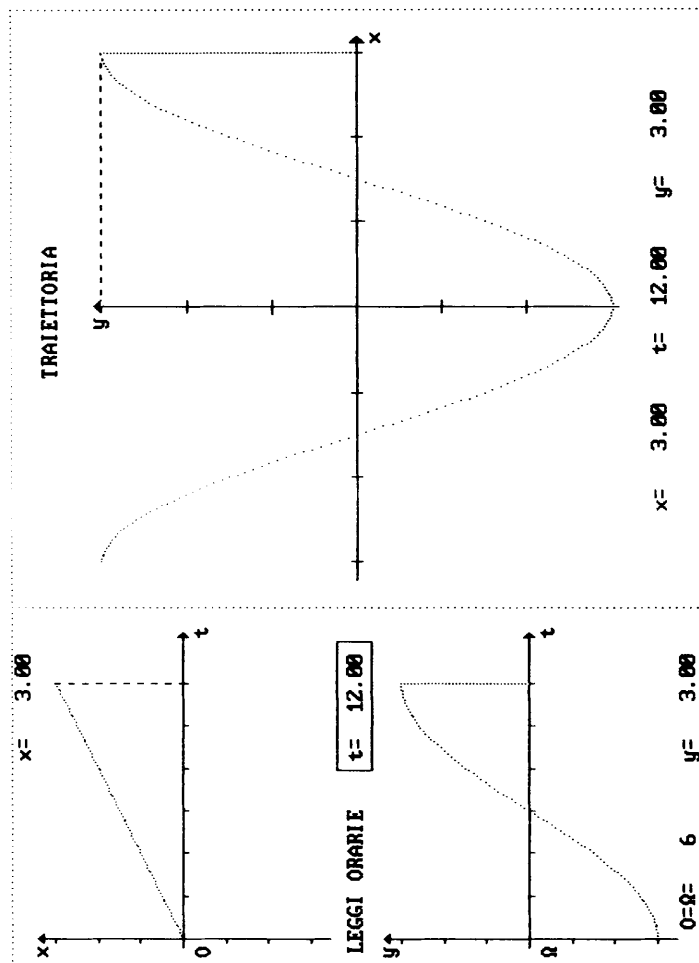 TRAIETTORIA
y
x
x= 3.00 t= 12.00 y= 3.00
x= 3.00
x
t
O
LEGGI ORARIE t= 12.00
y
t
Ω
O=Ω= 6 y= 3.00